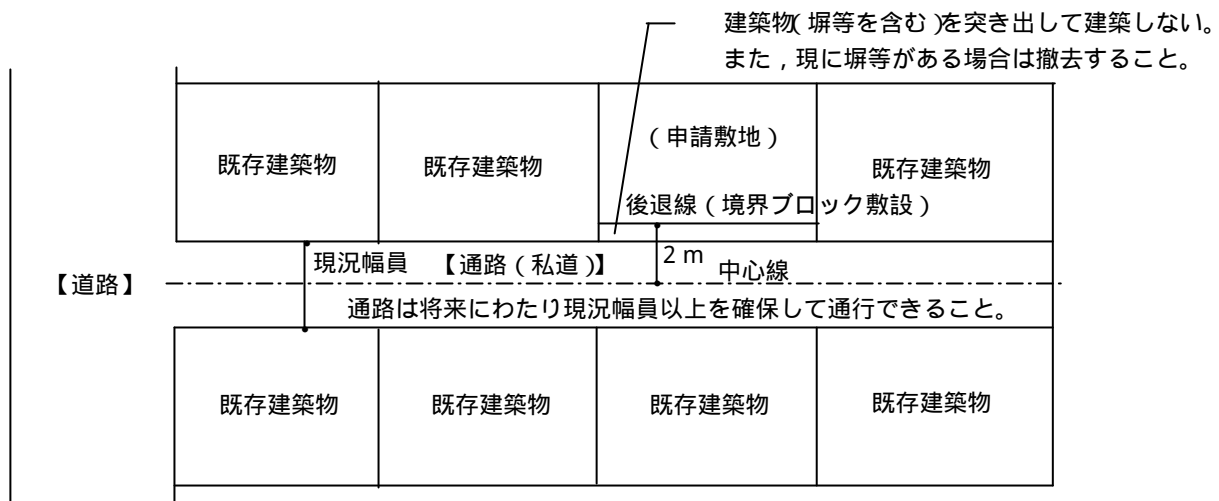 建築物(塀等を含む)を突き出して建築しない。
また，現に塀等がある場合は撤去すること。
既存建築物
既存建築物
（申請敷地）
既存建築物
後退線（境界ブロック敷設）
【道路】
現況幅員
【通路（私道）】
2 m
中心線
通路は将来にわたり現況幅員以上を確保して通行できること。
既存建築物
既存建築物
既存建築物
既存建築物